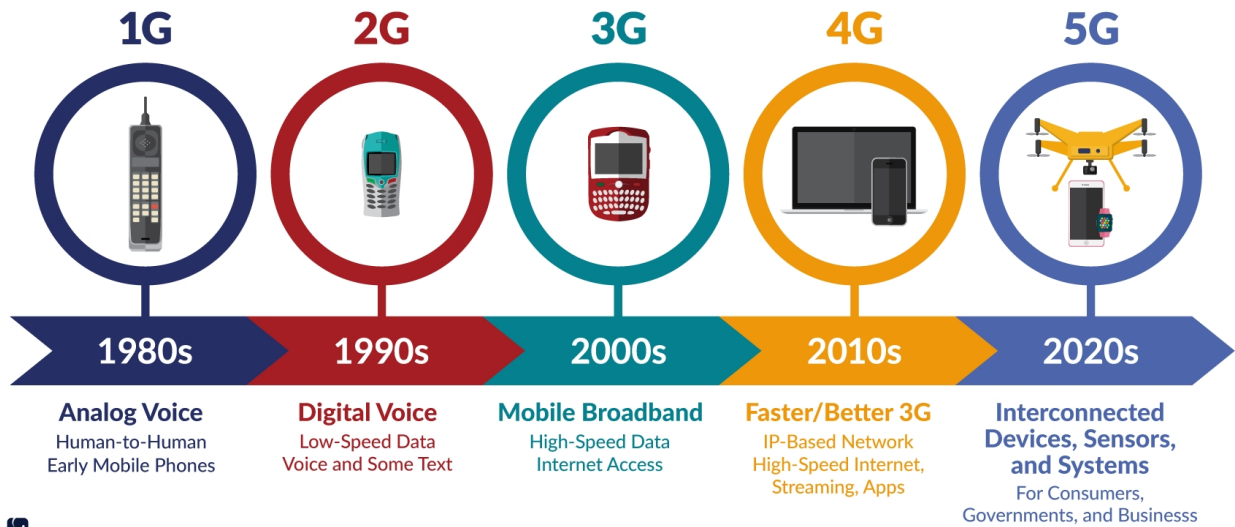 1G
2G
3G
4G
5G
1980s
1990s
2000s
2010s
2020s
Analog Voice
Human-to-Human
Early Mobile Phones
Digital Voice
Low-Speed Data
Voice and Some Text
Mobile Broadband
High-Speed Data
Internet Access
Faster/Better 3G
IP-Based Network
High-Speed Internet,
Streaming, Apps
Interconnected
Devices, Sensors,
and Systems
For Consumers,
Governments, and Businesss